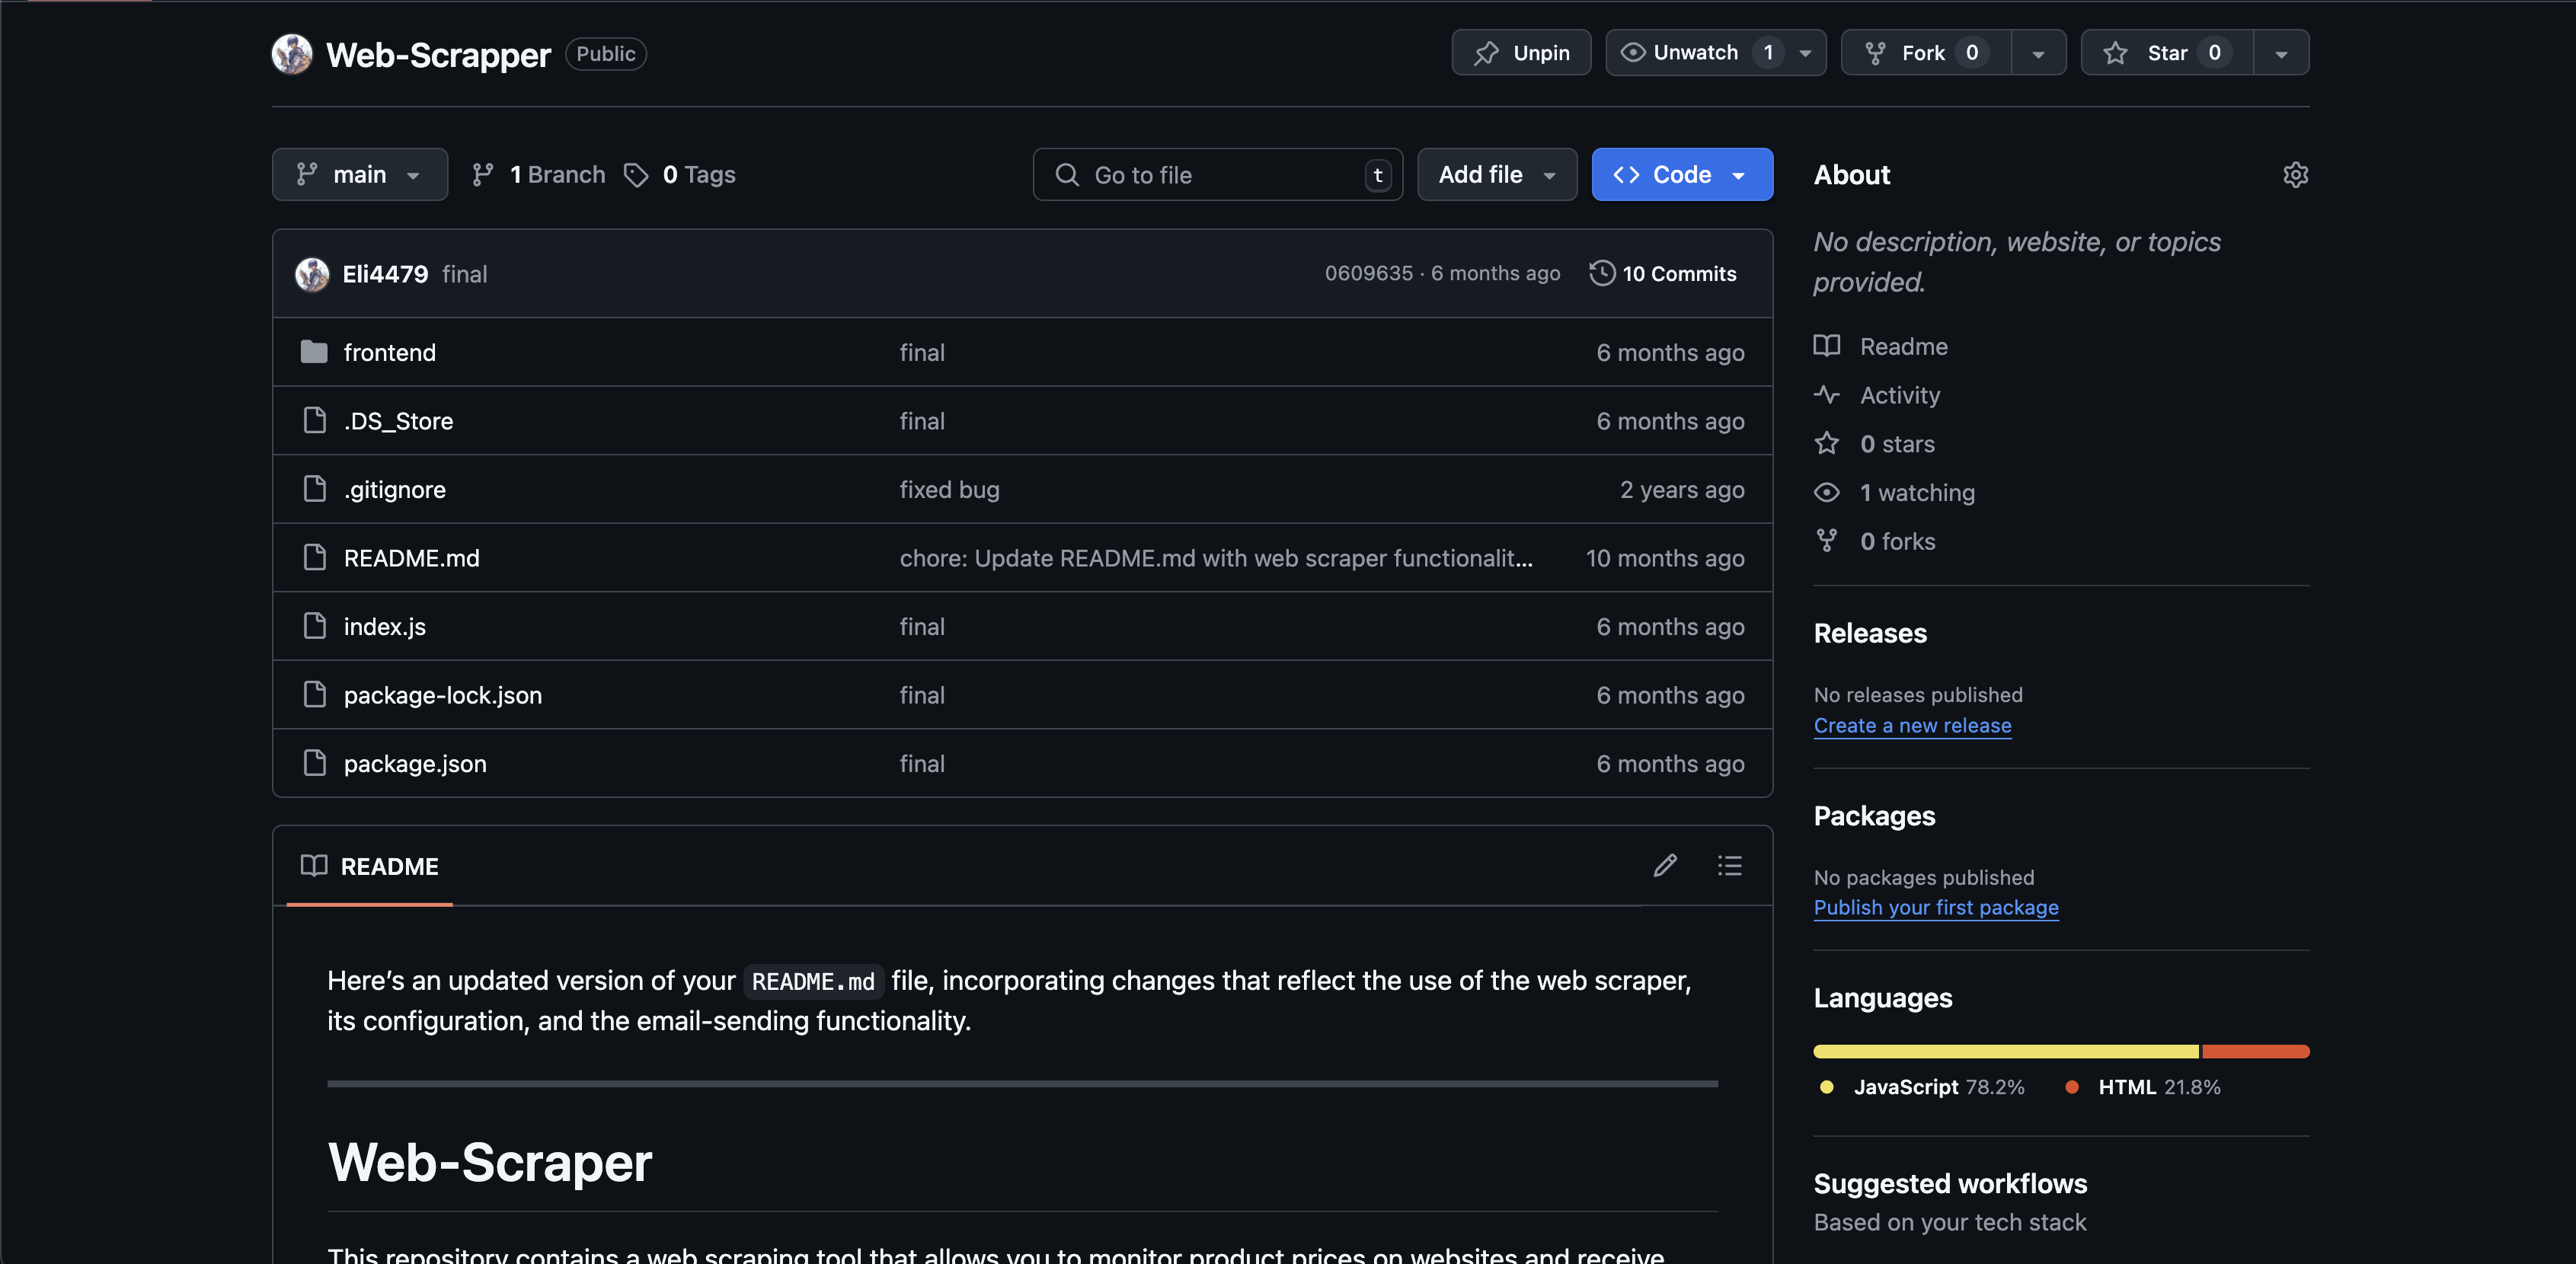 Web-Scrapper Public
Unpin
Unwatch 1
Fork 0
Star 0
main
1 Branch
0 Tags
Go to file t
Add file
Code
Eli4479 final 0609635 · 6 months ago 10 Commits
frontend final 6 months ago
.DS_Store final 6 months ago
.gitignore fixed bug 2 years ago
README.md chore: Update README.md with web scraper functionalit... 10 months ago
index.js final 6 months ago
package-lock.json final 6 months ago
package.json final 6 months ago
README
Here’s an updated version of your README.md file, incorporating changes that reflect the use of the web scraper,
its configuration, and the email-sending functionality.
Web-Scraper
This repository contains a web scraping tool that allows you to monitor product prices on websites and receive
About
No description, website, or topics
provided.
Readme
Activity
0 stars
1 watching
0 forks
Releases
No releases published
Create a new release
Packages
No packages published
Publish your first package
Languages
JavaScript 78.2% HTML 21.8%
Suggested workflows
Based on your tech stack